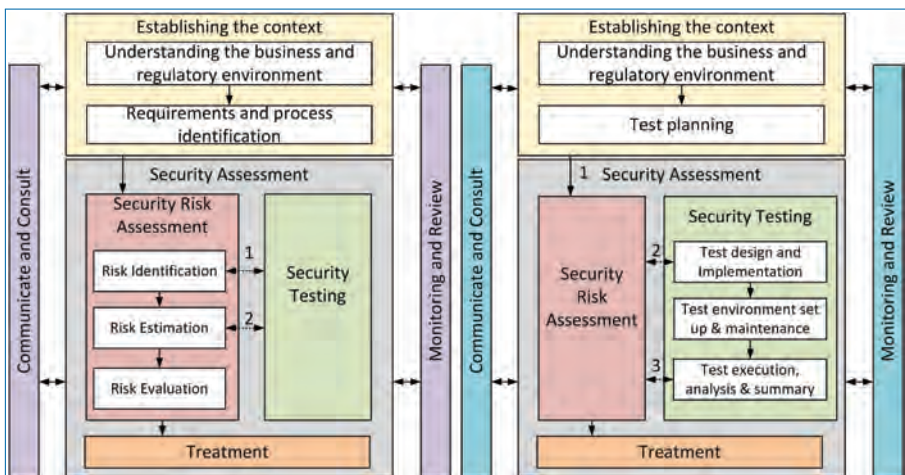 Establishing the context
Understanding the business and
regulatory environment
Requirements and process
identification
Communicate and Consult
Security Assessment
Security Risk
Assessment
Risk Identification
Risk Estimation
Risk Evaluation
1
2
Security
Testing
Treatment
Monitoring and Review
Establishing the context
Understanding the business and
regulatory environment
Test planning
Communicate and Consult
1
Security Assessment
Security
Risk
Assessment
2
3
Security Testing
Test design and
Implementation
Test environment set
up & maintenance
Test execution,
analysis & summary
Treatment
Monitoring and Review